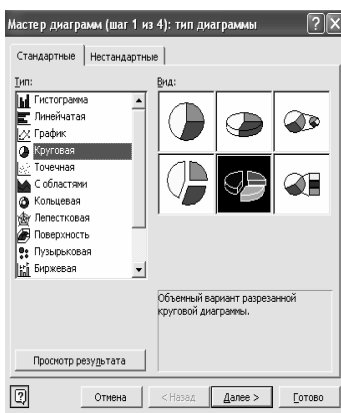 Мастер диаграмм (шаг 1 из 4): тип диаграммы
Стандартные
Нестандартные
Тип:
Гистограмма
Линейчатая
График
Круговая
Точечная
С областями
Кольцевая
Лепестковая
Поверхность
Пузырьковая
Биржевая
Вид:
Объемный вариант разрезанной
круговой диаграммы.
Просмотр результата
Отмена
< Назад
Далее >
Готово